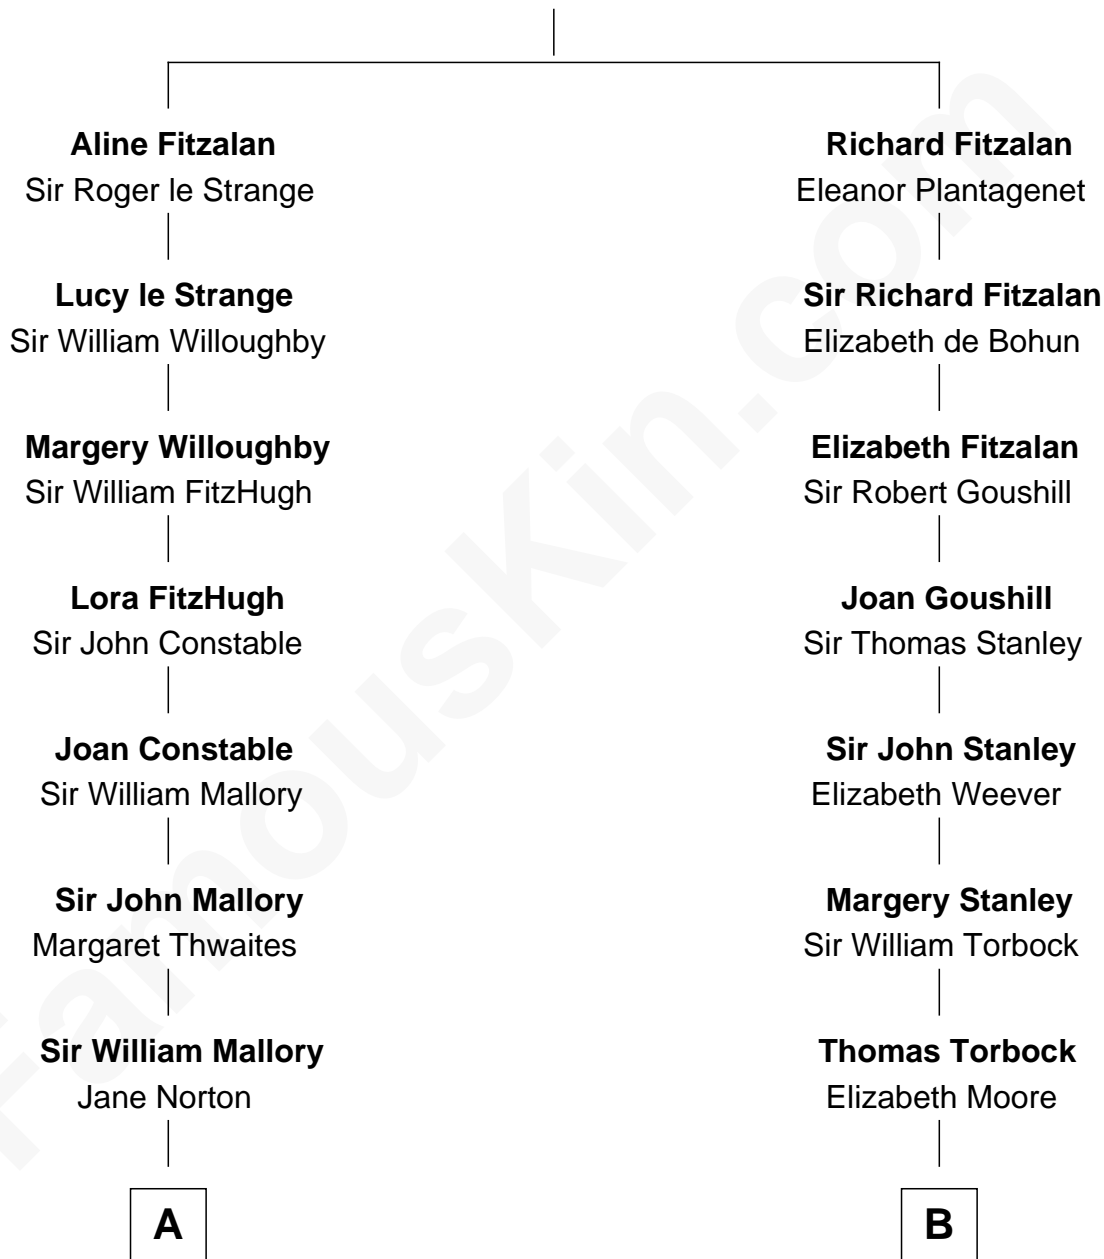 Aline Fitzalan
Sir Roger le Strange
Lucy le Strange
Sir William Willoughby
Margery Willoughby
Sir William FitzHugh
Lora FitzHugh
Sir John Constable
Joan Constable
Sir William Mallory
Sir John Mallory
Margaret Thwaites
Sir William Mallory
Jane Norton
A
Richard Fitzalan
Eleanor Plantagenet
Sir Richard Fitzalan
Elizabeth de Bohun
Elizabeth Fitzalan
Sir Robert Goushill
Joan Goushill
Sir Thomas Stanley
Sir John Stanley
Elizabeth Weever
Margery Stanley
Sir William Torbock
Thomas Torbock
Elizabeth Moore
B
FamousKin.com